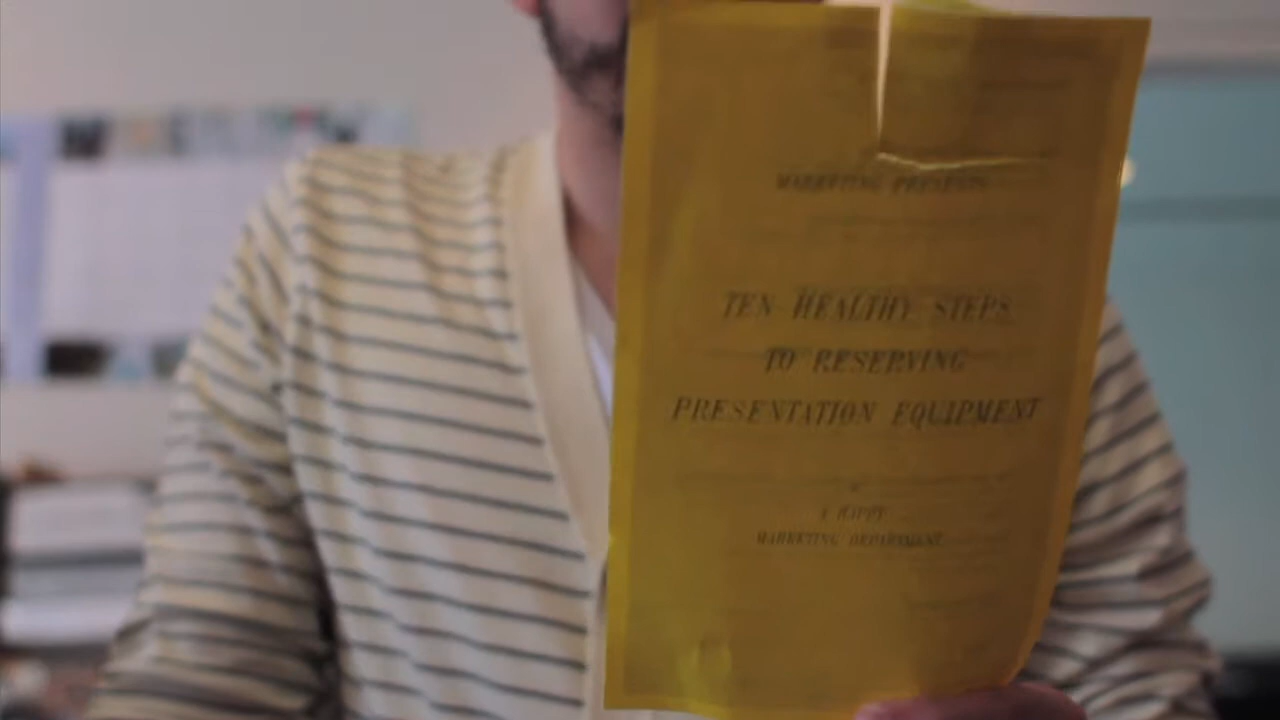 MARKETING PRESENTS
TEN HEALTHY STEPS
TO RESERVING
PRESENTATION EQUIPMENT
A HAPPY
MARKETING DEPARTMENT